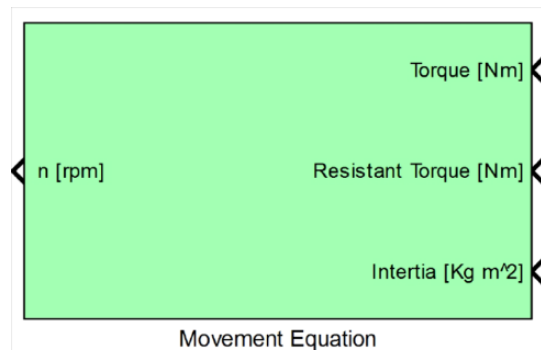 Torque [Nm]
n [rpm]
Resistant Torque [Nm]
Intertia [Kg m^2]
Movement Equation